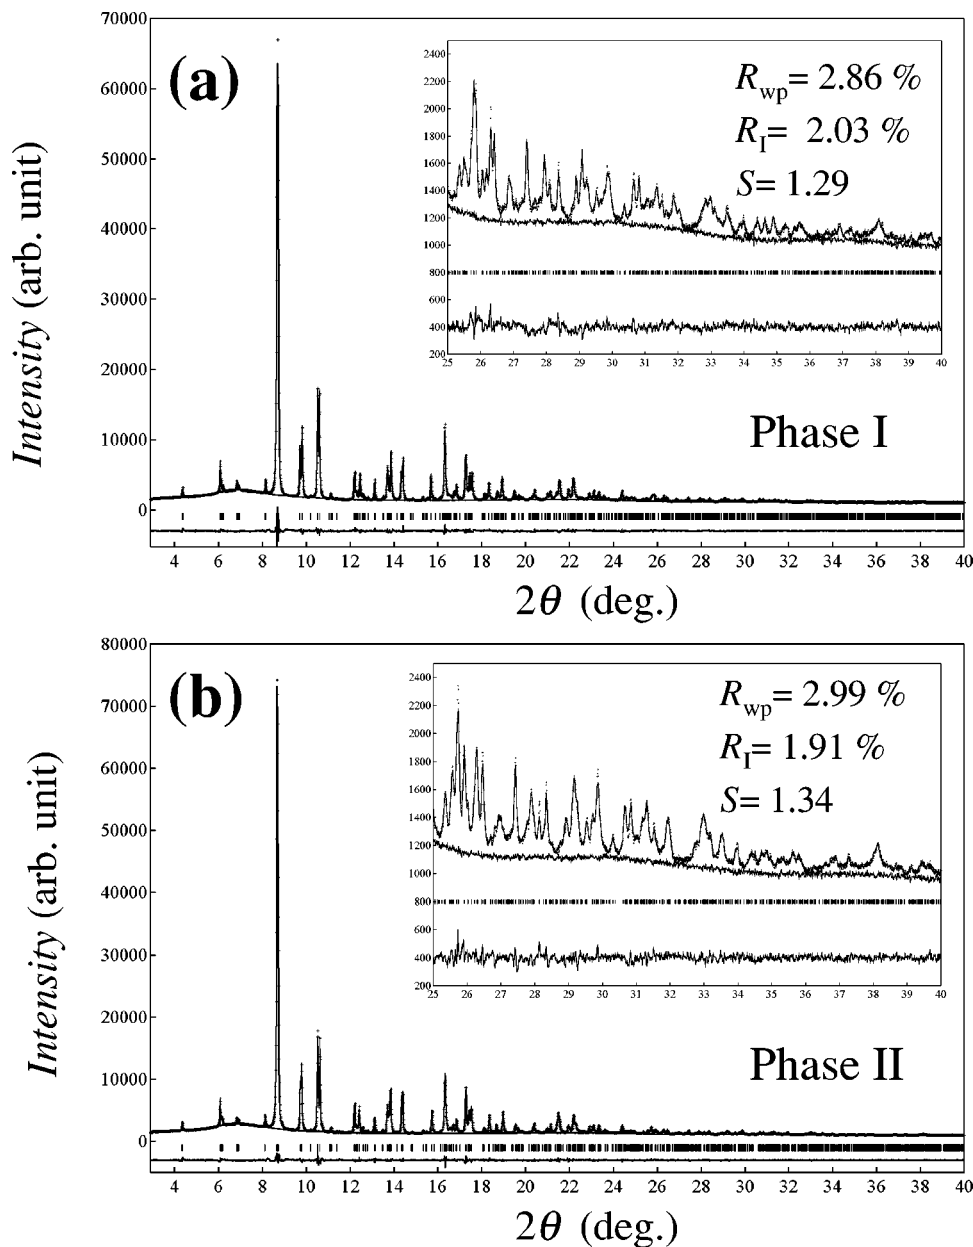 70000
60000
50000
40000
30000
20000
10000
0
Intensity (arb. unit)
(a)
2400
2200
2000
1800
1600
1400
1200
1000
800
600
400
200
25 26 27 28 29 30 31 32 33 34 35 36 37 38 39 40
Rwp= 2.86 %
RI= 2.03 %
S= 1.29
Phase I
4 6 8 10 12 14 16 18 20 22 24 26 28 30 32 34 36 38 40
2θ (deg.)
80000
70000
60000
50000
40000
30000
20000
10000
0
Intensity (arb. unit)
(b)
2400
2200
2000
1800
1600
1400
1200
1000
800
600
400
200
25 26 27 28 29 30 31 32 33 34 35 36 37 38 39 40
Rwp= 2.99 %
RI= 1.91 %
S= 1.34
Phase II
4 6 8 10 12 14 16 18 20 22 24 26 28 30 32 34 36 38 40
2θ (deg.)